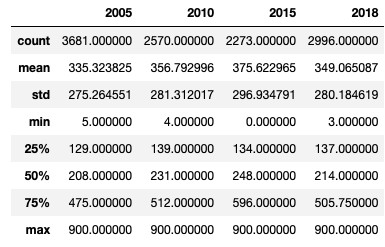 2005 2010 2015 2018
count 3681.000000 2570.000000 2273.000000 2996.000000
mean 335.323825 356.792996 375.622965 349.065087
std 275.264551 281.312017 296.934791 280.184619
min 5.000000 4.000000 0.000000 3.000000
25% 129.000000 139.000000 134.000000 137.000000
50% 208.000000 231.000000 248.000000 214.000000
75% 475.000000 512.000000 596.000000 505.750000
max 900.000000 900.000000 900.000000 900.000000